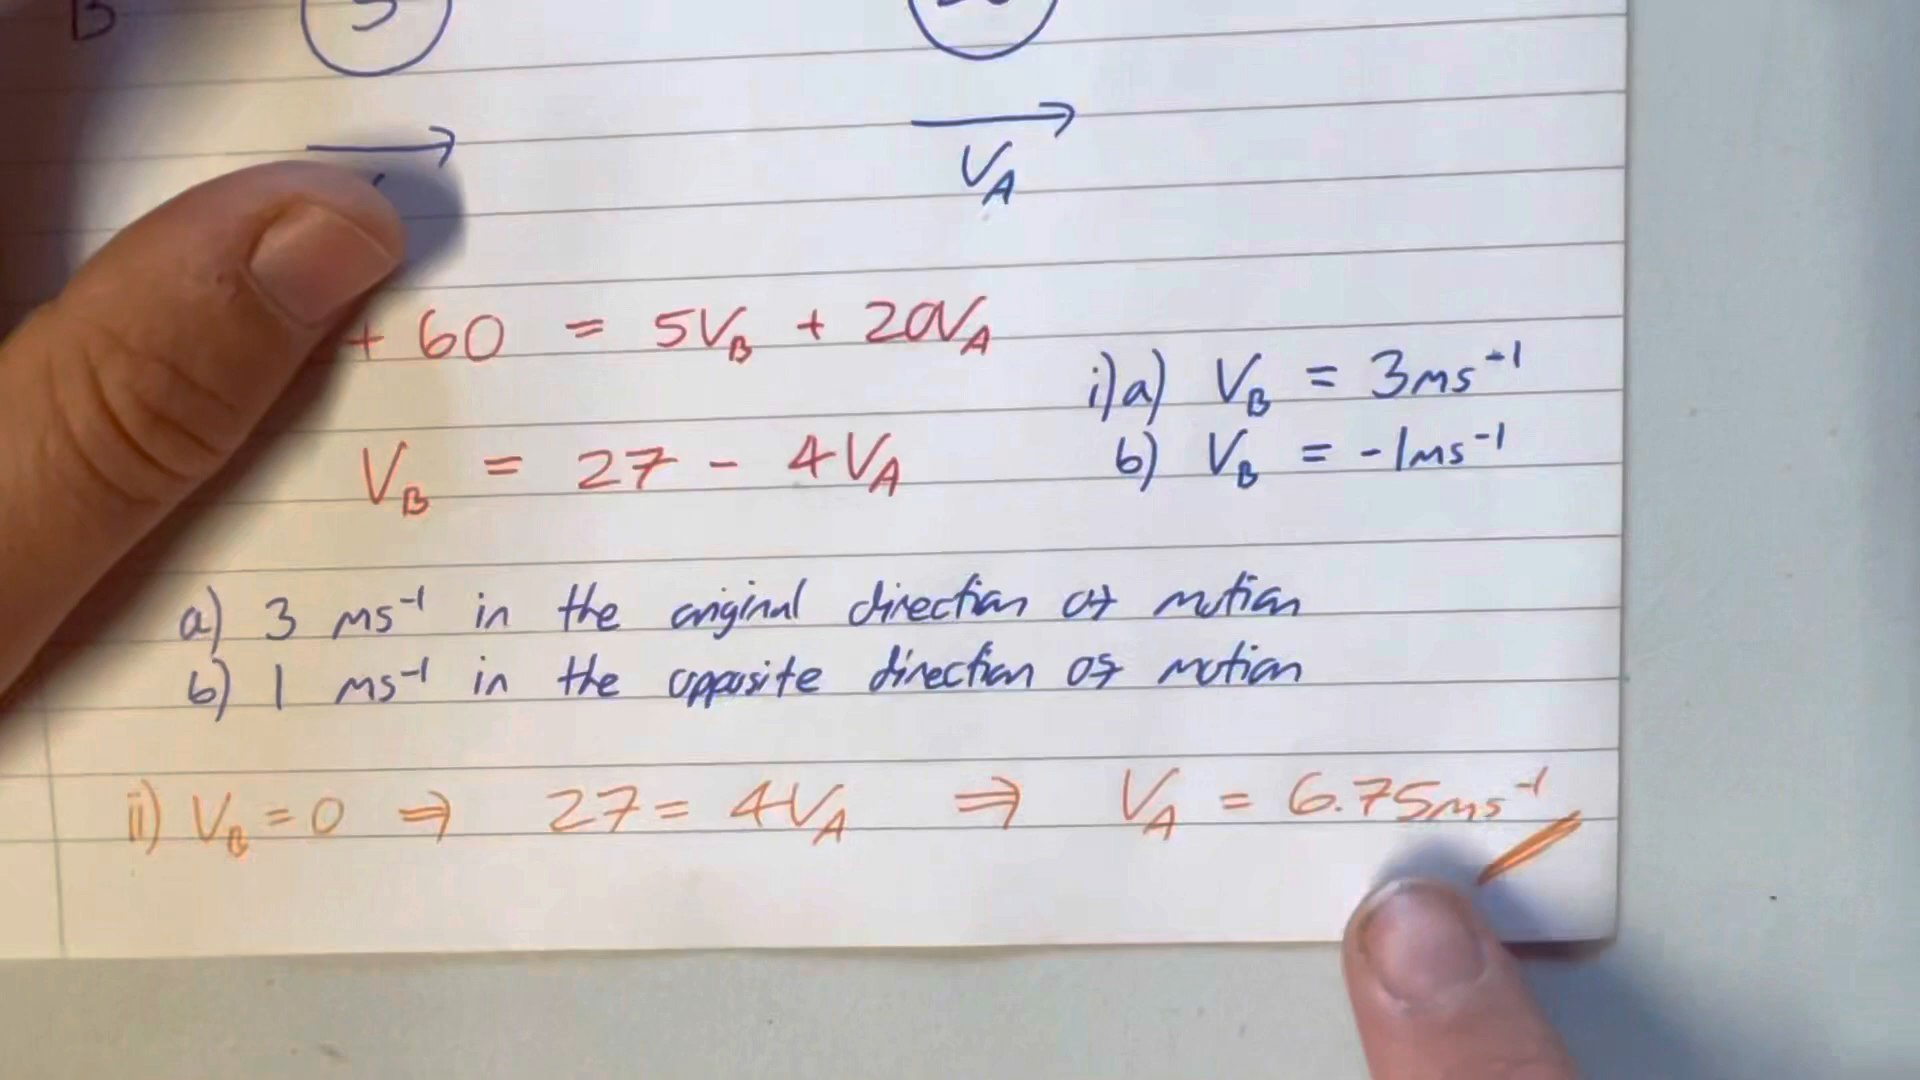 B
5
V_A
+ 60 = 5V_B + 20V_A
V_B = 27 - 4V_A
i) a) V_B = 3ms⁻¹
b) V_B = -1ms⁻¹
a) 3 ms⁻¹ in the original direction of motion
b) 1 ms⁻¹ in the opposite direction of motion
ii) V_B = 0 ⇒ 27 = 4V_A ⇒ V_A = 6.75ms⁻¹